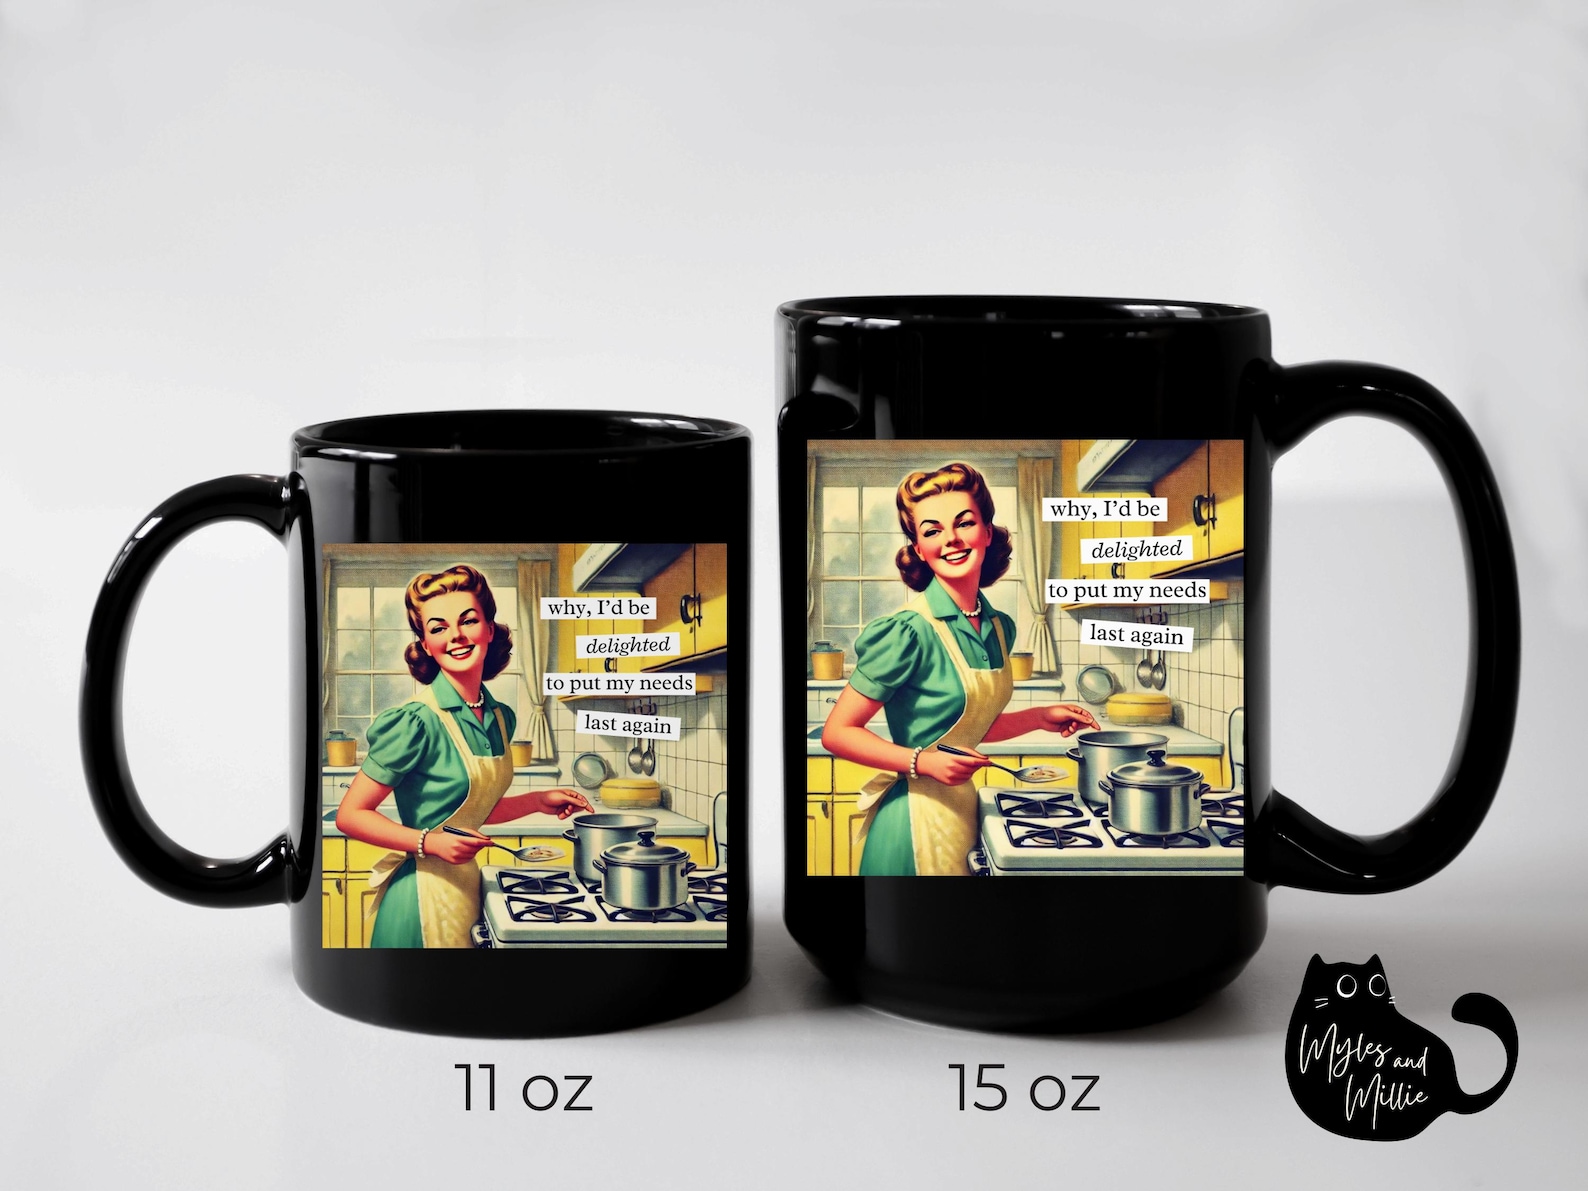 why, I'd be
delighted
to put my needs
last again
why, I'd be
delighted
to put my needs
last again
11 oz
15 oz
Myles and
Millie